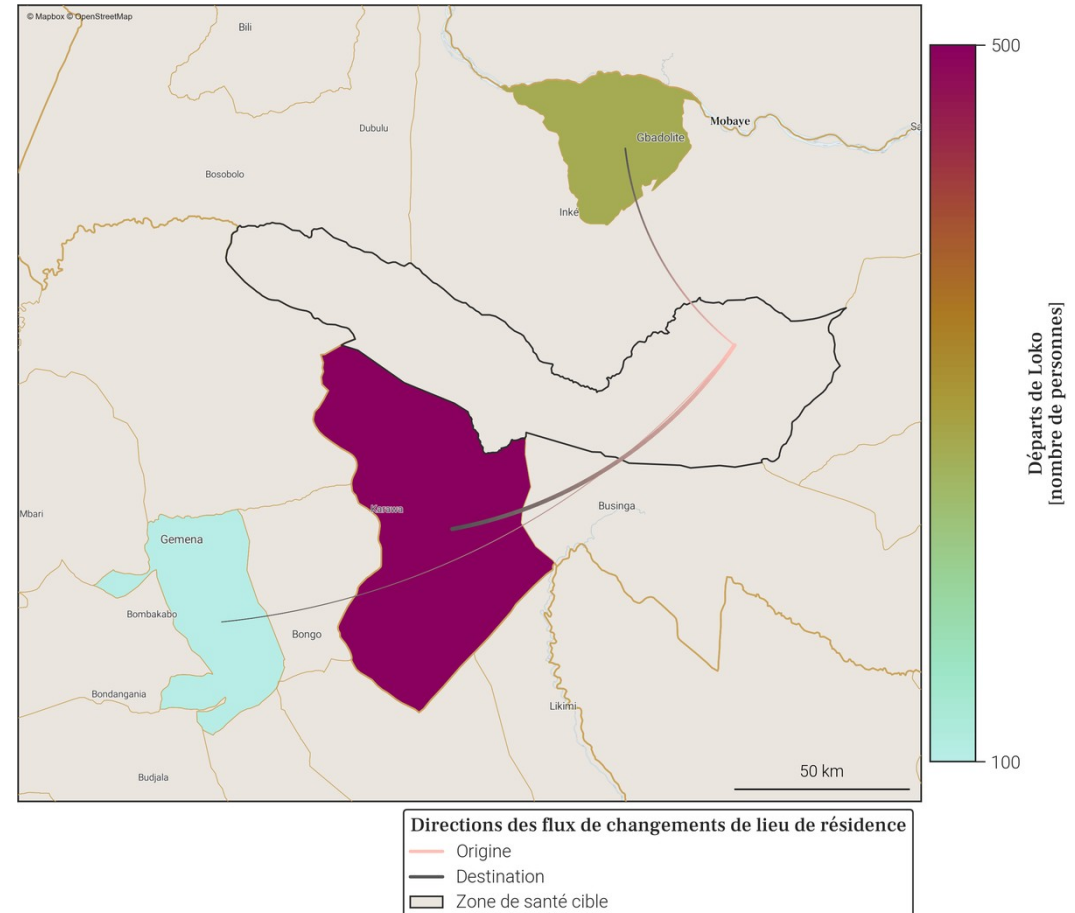 © Mapbox © OpenStreetMap
Bili
500
Mobaye
Sa
Dubulu
Gbadolite
Bosobolo
Inké
Départs de Loko
[nombre de personnes]
Karawa
Businga
Mbari
Gemena
Bombakabo
Bongo
Bondangania
Likimi
Budjala
50 km
100
Directions des flux de changements de lieu de résidence
Origine
Destination
Zone de santé cible